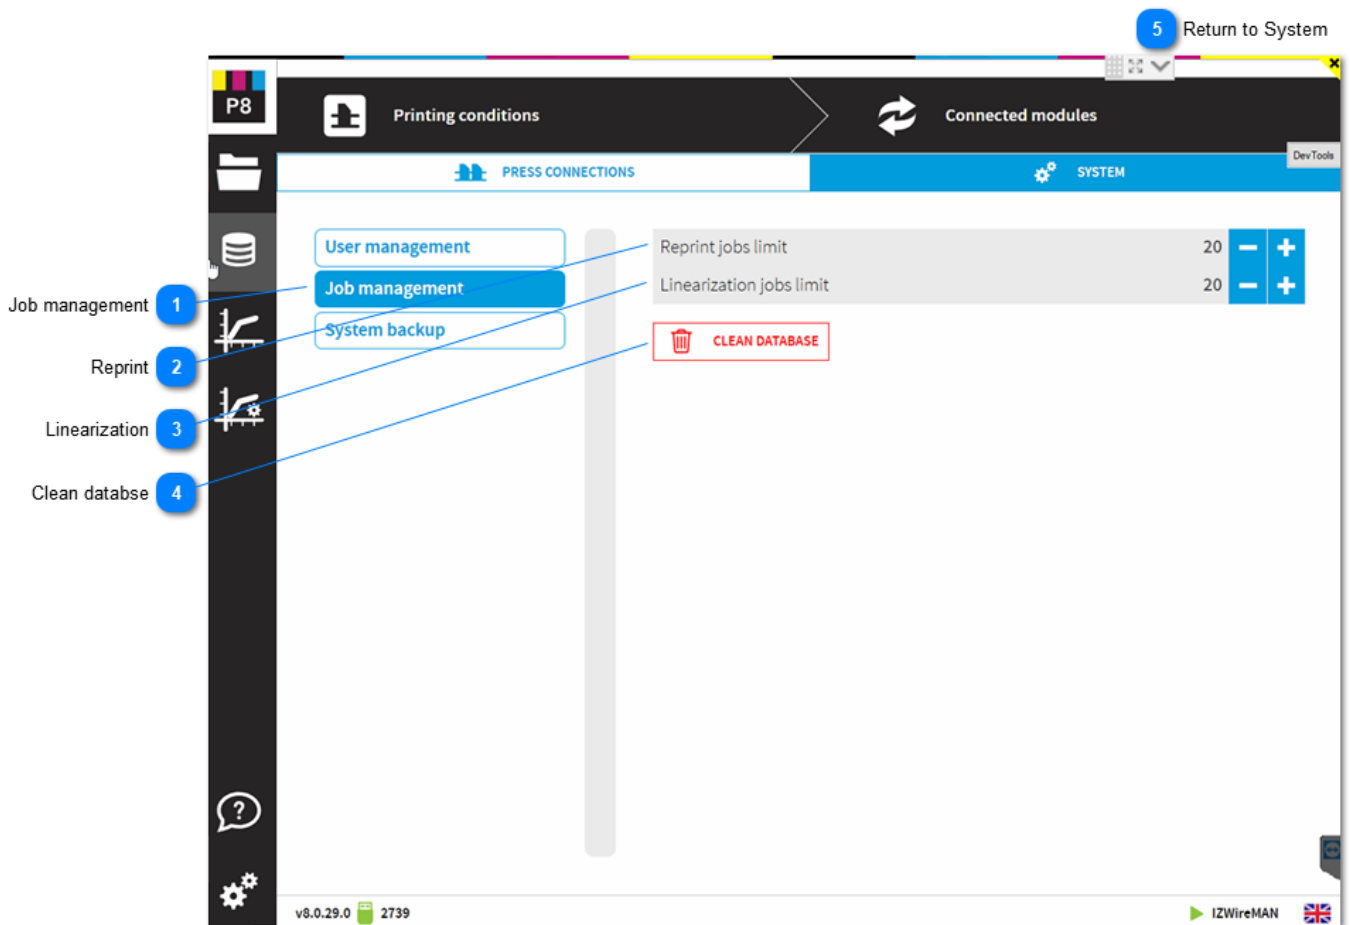 5 Return to System
P8
Printing conditions
Connected modules
DevTools
PRESS CONNECTIONS
SYSTEM
User management
Reprint jobs limit 20
Job management
Linearization jobs limit 20
Job management 1
System backup
CLEAN DATABASE
Reprint 2
Linearization 3
Clean databse 4
?
v8.0.29.0 2739
IZWireMAN